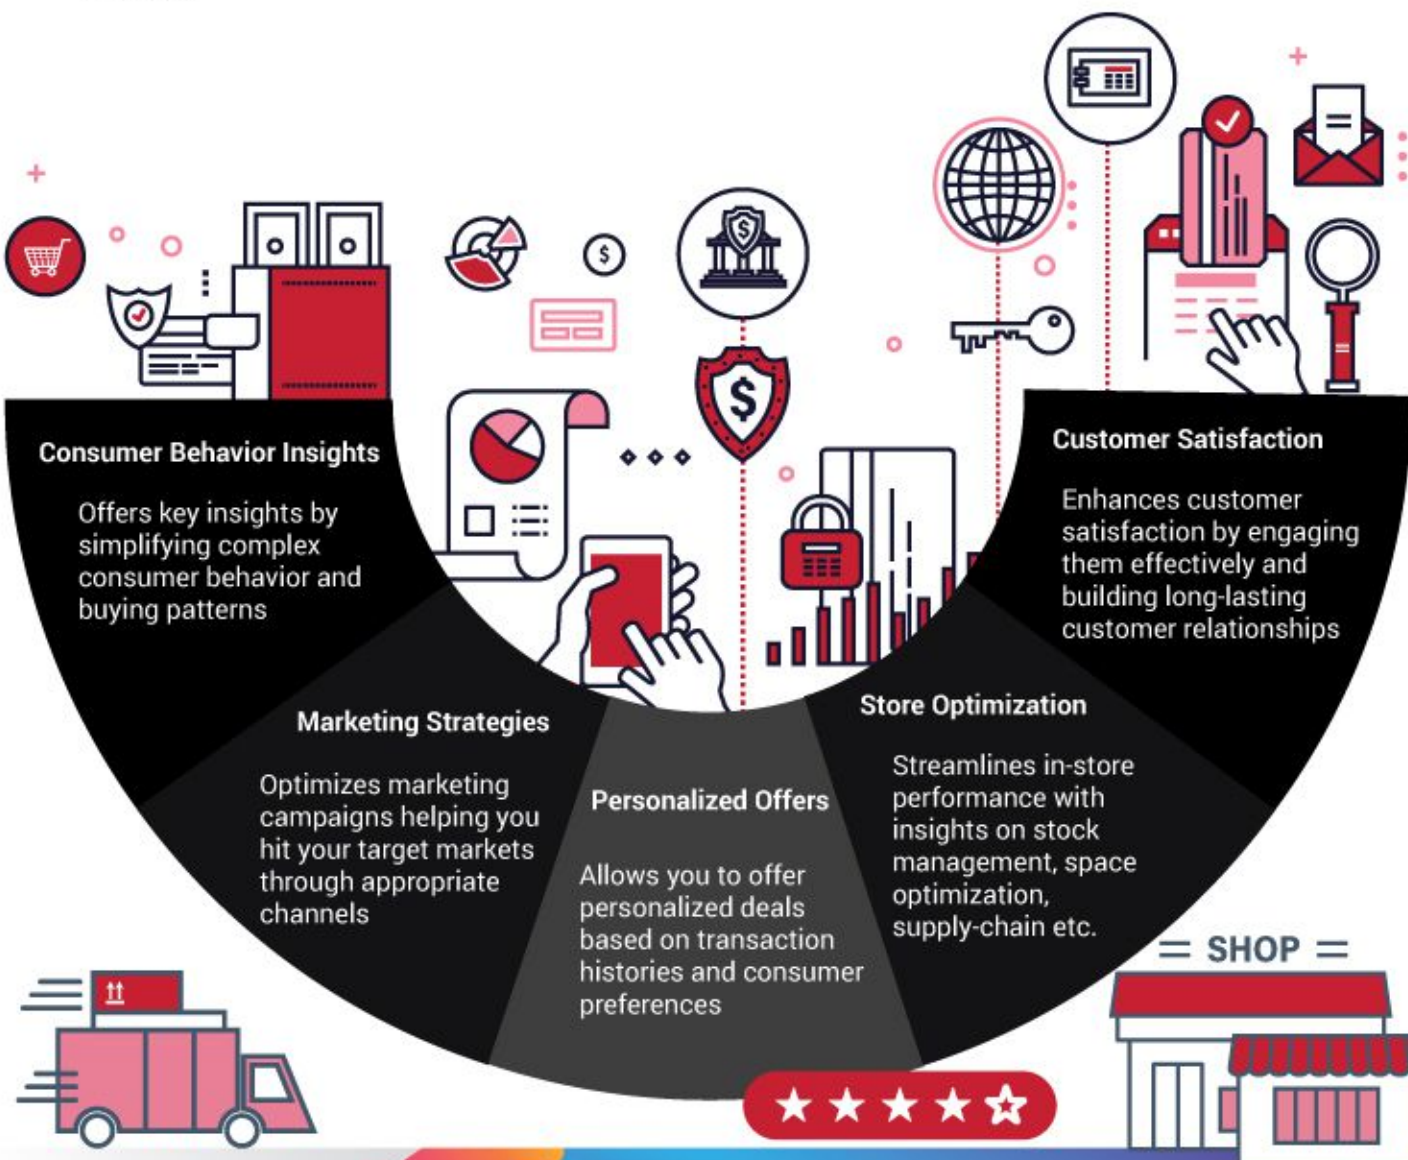 Consumer Behavior Insights
Offers key insights by
simplifying complex
consumer behavior and
buying patterns
Marketing Strategies
Optimizes marketing
campaigns helping you
hit your target markets
through appropriate
channels
Personalized Offers
Allows you to offer
personalized deals
based on transaction
histories and consumer
preferences
Store Optimization
Streamlines in-store
performance with
insights on stock
management, space
optimization,
supply-chain etc.
Customer Satisfaction
Enhances customer
satisfaction by engaging
them effectively and
building long-lasting
customer relationships
$
$
$
= SHOP =